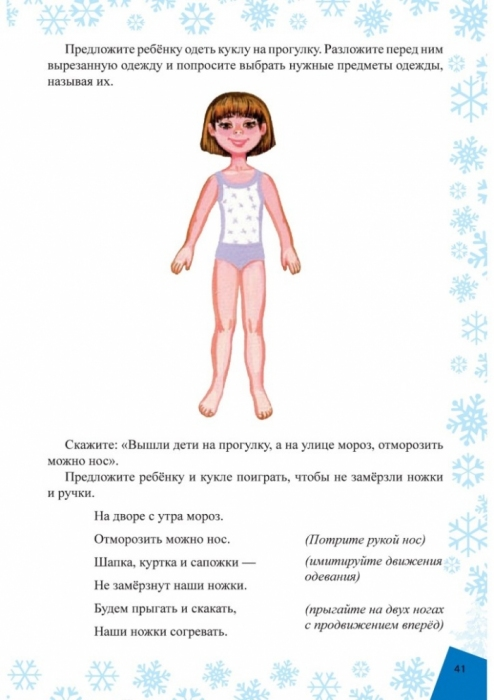 Предложите ребёнку одеть куклу на прогулку. Разложите перед ним
вырезанную одежду и попросите выбрать нужные предметы одежды,
называя их.
Скажите: «Вышли дети на прогулку, а на улице мороз, отморозить
можно нос».
Предложите ребёнку и кукле поиграть, чтобы не замёрзли ножки
и ручки.
На дворе с утра мороз.
Отморозить можно нос. (Потрите рукой нос)
Шапка, куртка и сапожки — (имитируйте движения
одевания)
Не замёрзнут наши ножки.
Будем прыгать и скакать, (прыгайте на двух ногах
с продвижением вперёд)
Наши ножки согревать.
41